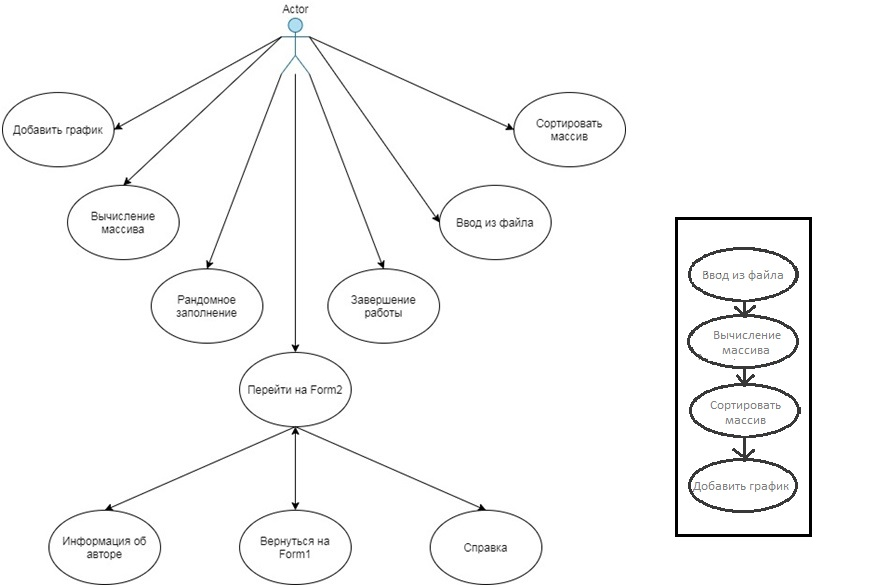 Actor
Добавить график
Сортировать
массив
Вычисление
массива
Ввод из файла
Рандомное
заполнение
Завершение
работы
Перейти на Form2
Информация об
авторе
Вернуться на
Form1
Справка
Ввод из файла
Вычисление
массива
Сортировать
массив
Добавить график